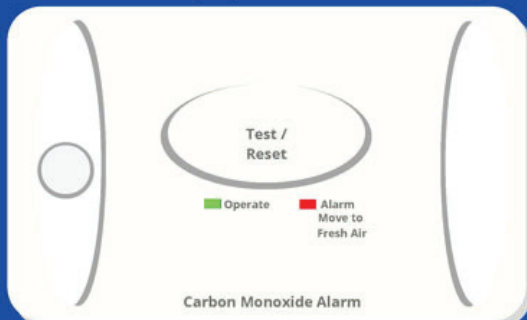 Test /
Reset
Operate
Alarm
Move to
Fresh Air
Carbon Monoxide Alarm